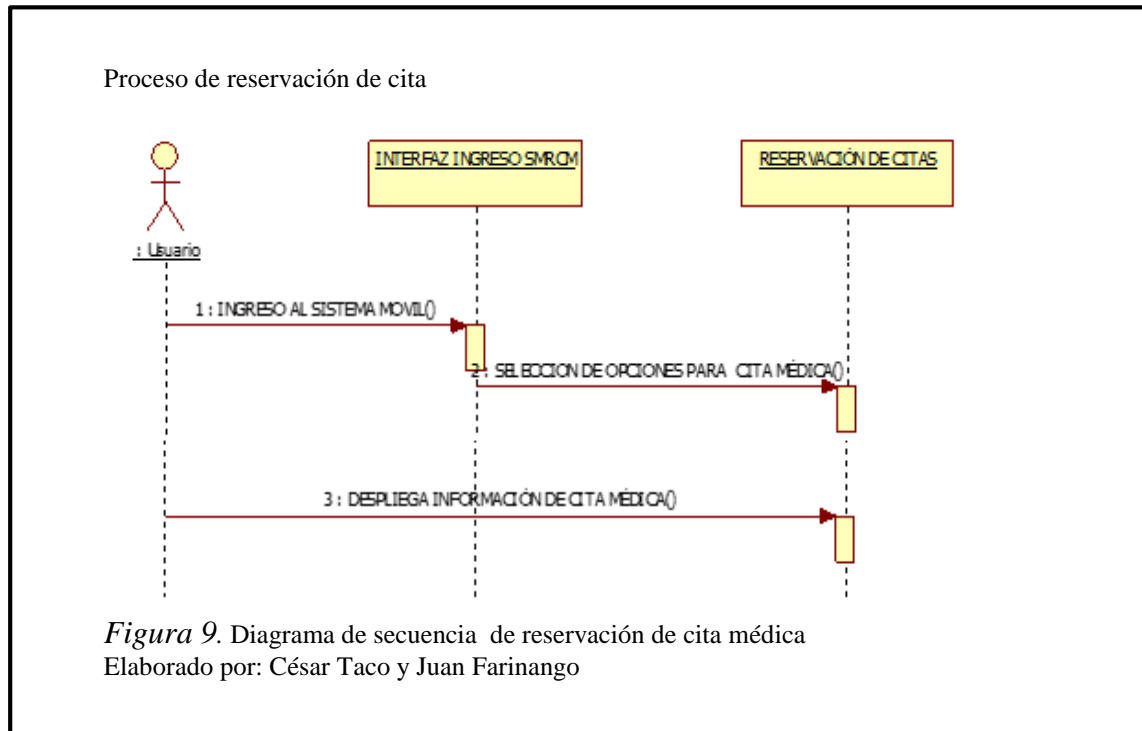 Proceso de reservación de cita
INTERFAZ INGRESO SMRCM
RESERVACIÓN DE CITAS
: Usuario
1 : INGRESO AL SISTEMA MOVIL()
2 : SELECCION DE OPCIONES PARA CITA MÉDICA()
3 : DESPLIEGA INFORMACIÓN DE CITA MÉDICA()
Figura 9. Diagrama de secuencia de reservación de cita médica
Elaborado por: César Taco y Juan Farinango